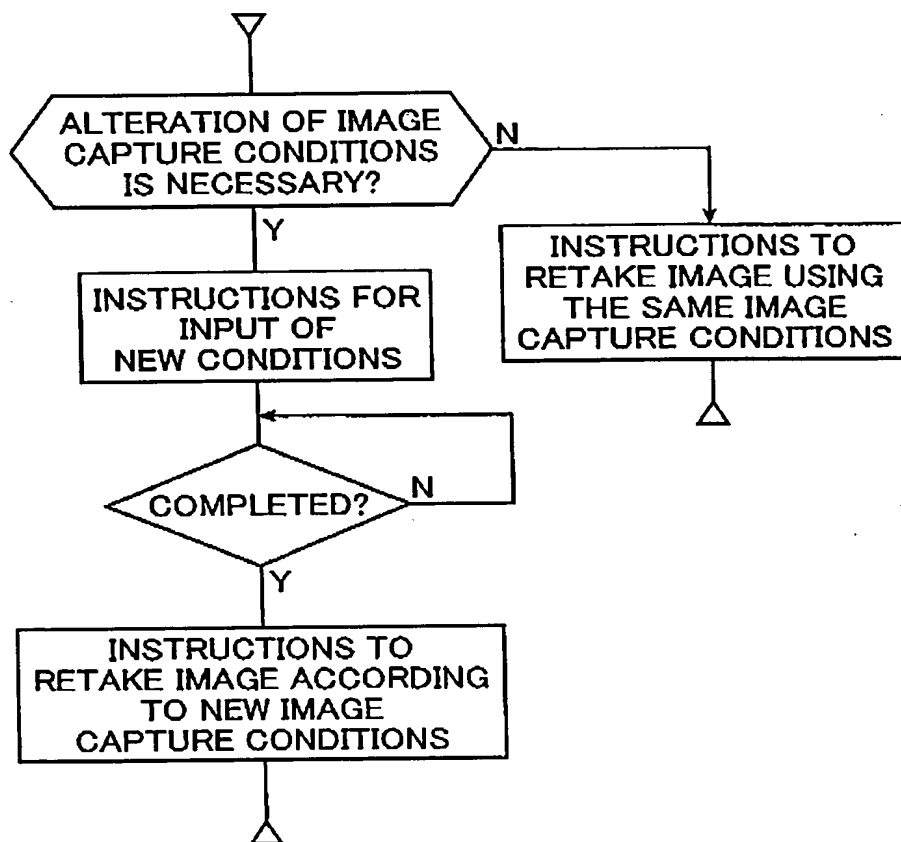 ALTERATION OF IMAGE
CAPTURE CONDITIONS
IS NECESSARY?
N
Y
INSTRUCTIONS TO
RETAKE IMAGE USING
THE SAME IMAGE
CAPTURE CONDITIONS
INSTRUCTIONS FOR
INPUT OF
NEW CONDITIONS
COMPLETED?
N
Y
INSTRUCTIONS TO
RETAKE IMAGE ACCORDING
TO NEW IMAGE
CAPTURE CONDITIONS